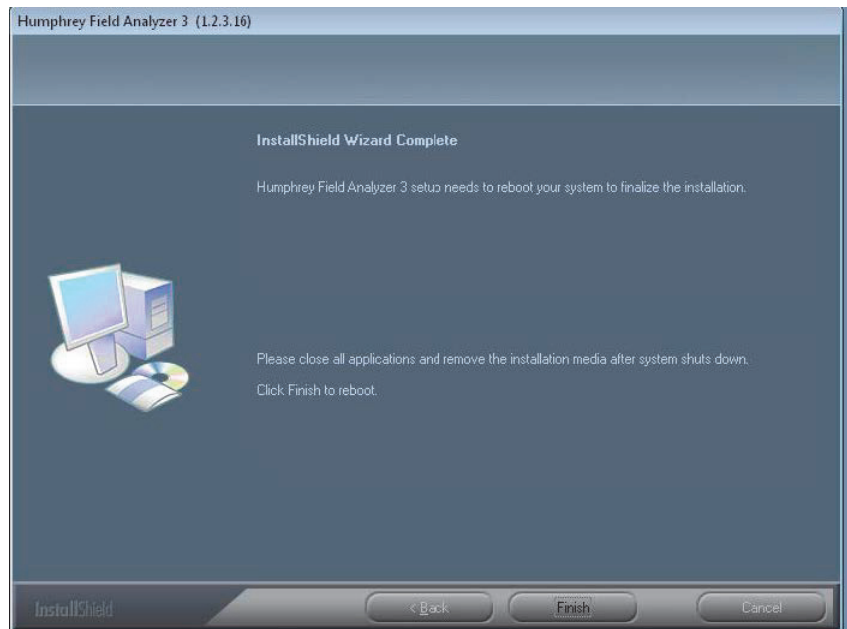 Humphrey Field Analyzer 3 (1.2.3.16)
InstallShield Wizard Complete
Humphrey Field Analyzer 3 setup needs to reboot your system to finalize the installation.
Please close all applications and remove the installation media after system shuts down.
Click Finish to reboot.
InstallShield
< Back
Finish
Cancel